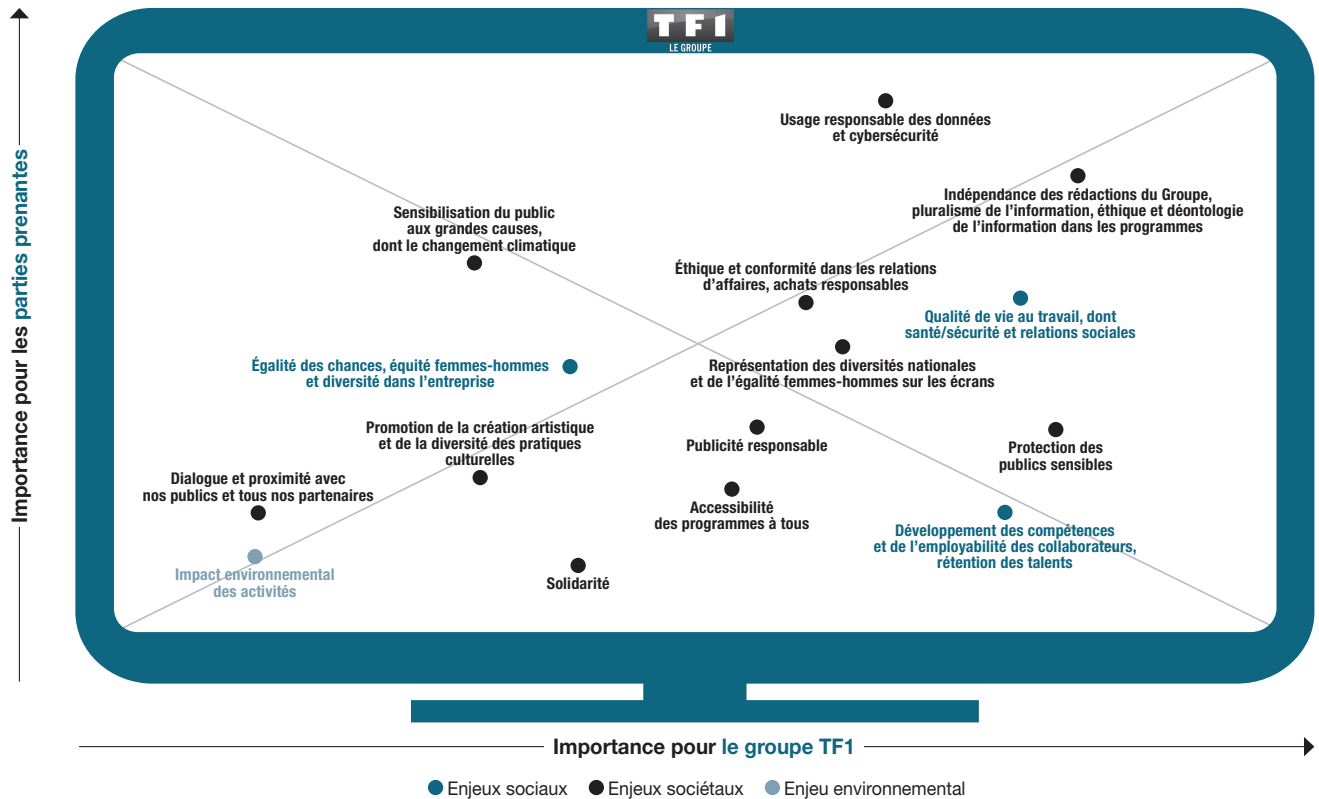 TF1
LE GROUPE
Importance pour les parties prenantes
Usage responsable des données
et cybersécurité
Indépendance des rédactions du Groupe,
pluralisme de l'information, éthique et déontologie
de l'information dans les programmes
Sensibilisation du public
aux grandes causes,
dont le changement climatique
Éthique et conformité dans les relations
d'affaires, achats responsables
Qualité de vie au travail, dont
santé/sécurité et relations sociales
Égalité des chances, équité femmes-hommes
et diversité dans l'entreprise
Représentation des diversités nationales
et de l'égalité femmes-hommes sur les écrans
Promotion de la création artistique
et de la diversité des pratiques
culturelles
Publicité responsable
Protection des
publics sensibles
Dialogue et proximité avec
nos publics et tous nos partenaires
Accessibilité
des programmes à tous
Développement des compétences
et de l'employabilité des collaborateurs,
rétention des talents
Impact environnemental
des activités
Solidarité
Importance pour le groupe TF1
Enjeux sociaux
Enjeux sociétaux
Enjeu environnemental